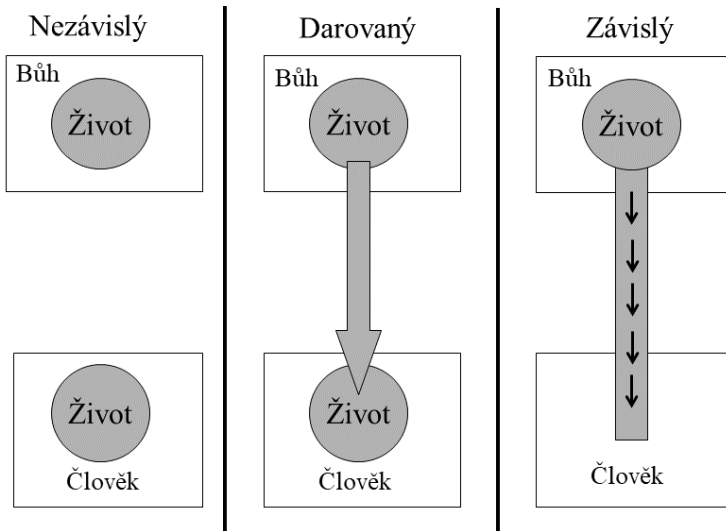 Nezávislý
Bůh
Život
Život
Člověk
Darovaný
Bůh
Život
Život
Člověk
Závislý
Bůh
Život
Člověk